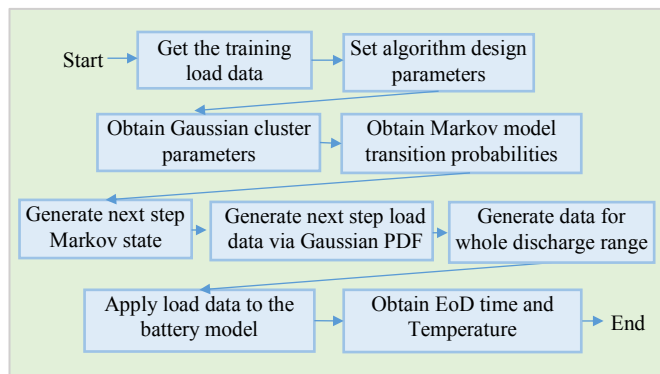 Start
Get the training
load data
Set algorithm design
parameters
Obtain Gaussian cluster
parameters
Obtain Markov model
transition probabilities
Generate next step
Markov state
Generate next step load
data via Gaussian PDF
Generate data for
whole discharge range
Apply load data to the
battery model
Obtain EoD time and
Temperature
End